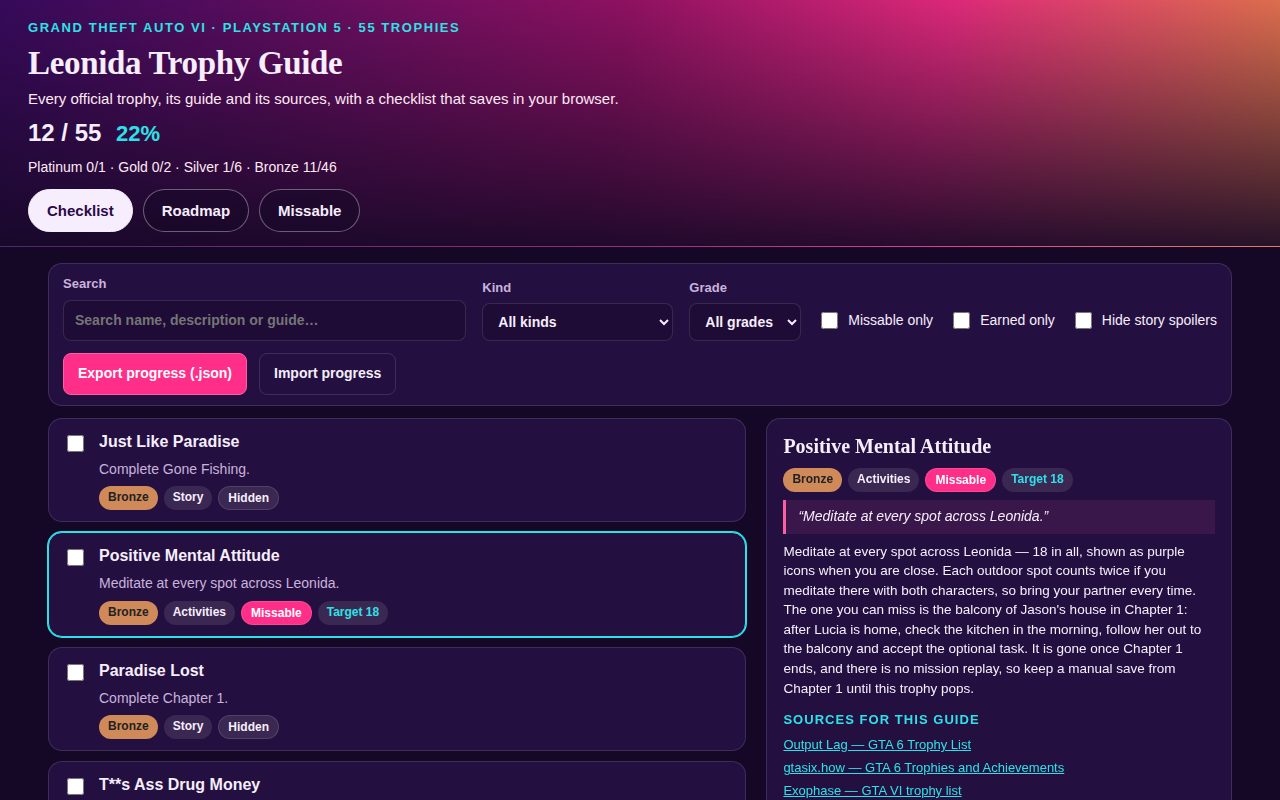 GRAND THEFT AUTO VI · PLAYSTATION 5 · 55 TROPHIES
Leonida Trophy Guide
Every official trophy, its guide and its sources, with a checklist that saves in your browser.
12 / 55 22%
Platinum 0/1 · Gold 0/2 · Silver 1/6 · Bronze 11/46
Checklist Roadmap Missable
Search
Search name, description or guide…
Kind
All kinds
Grade
All grades
Missable only
Earned only
Hide story spoilers
Export progress (.json)
Import progress
Just Like Paradise
Complete Gone Fishing.
Bronze Story Hidden
Positive Mental Attitude
Meditate at every spot across Leonida.
Bronze Activities Missable Target 18
Paradise Lost
Complete Chapter 1.
Bronze Story Hidden
T**s Ass Drug Money
Positive Mental Attitude
Bronze Activities Missable Target 18
“Meditate at every spot across Leonida.”
Meditate at every spot across Leonida — 18 in all, shown as purple
icons when you are close. Each outdoor spot counts twice if you
meditate there with both characters, so bring your partner every time.
The one you can miss is the balcony of Jason's house in Chapter 1:
after Lucia is home, check the kitchen in the morning, follow her out to
the balcony and accept the optional task. It is gone once Chapter 1
ends, and there is no mission replay, so keep a manual save from
Chapter 1 until this trophy pops.
SOURCES FOR THIS GUIDE
Output Lag — GTA 6 Trophy List
gtasix.how — GTA 6 Trophies and Achievements
Exophase — GTA VI trophy list